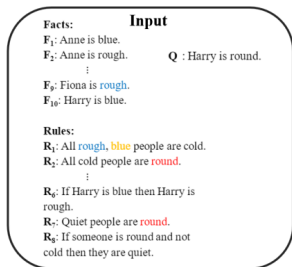 Input
Facts:
F₁: Anne is blue.
F₂: Anne is rough.
Q : Harry is round.
⋮
F₉: Fiona is rough.
F₁₀: Harry is blue.
Rules:
R₁: All rough, blue people are cold.
R₂: All cold people are round.
⋮
R₆: If Harry is blue then Harry is
rough.
R₇: Quiet people are round.
R₈: If someone is round and not
cold then they are quiet.